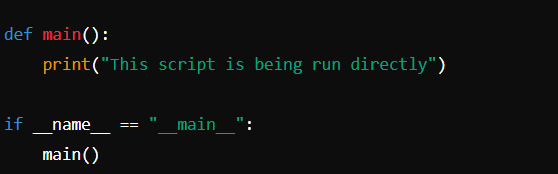 def main():
    print("This script is being run directly")
if __name__ == "__main__":
    main()